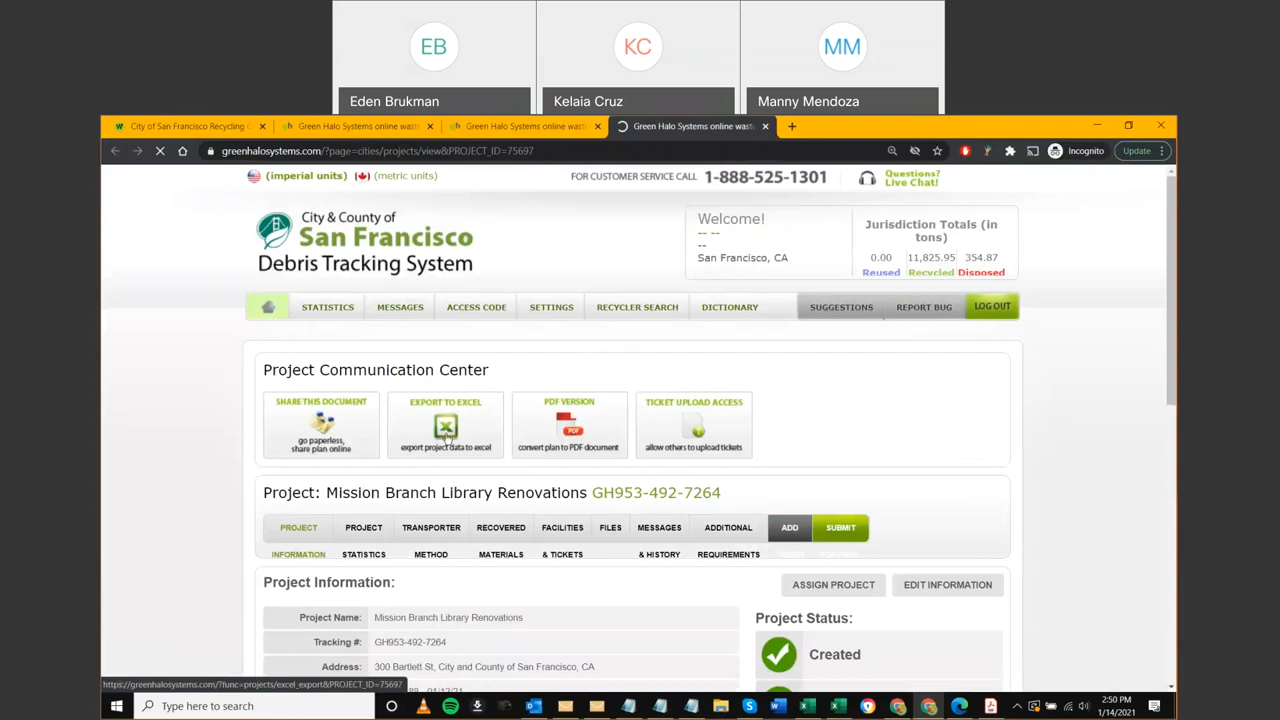 EB
KC
MM
Eden Brukman
Kelaia Cruz
Manny Mendoza
City of San Francisco Recycling
Green Halo Systems online wast
Green Halo Systems online wast
Green Halo Systems online wast
greenhalosystems.com/?page=cities/projects/view&PROJECT_ID=75697
Incognito
Update
(imperial units) (metric units)
FOR CUSTOMER SERVICE CALL 1-888-525-1301
Questions?
Live Chat!
City & County of
San Francisco
Debris Tracking System
Welcome!
-- --
--
San Francisco, CA
Jurisdiction Totals (in
tons)
0.00 11,825.95 354.87
Reused Recycled Disposed
STATISTICS MESSAGES ACCESS CODE SETTINGS RECYCLER SEARCH DICTIONARY SUGGESTIONS REPORT BUG LOG OUT
Project Communication Center
SHARE THIS DOCUMENT
go paperless,
share plan online
EXPORT TO EXCEL
export project data to excel
PDF VERSION
PDF
convert plan to PDF document
TICKET UPLOAD ACCESS
allow others to upload tickets
Project: Mission Branch Library Renovations GH953-492-7264
PROJECT INFORMATION
PROJECT STATISTICS
TRANSPORTER METHOD
RECOVERED MATERIALS
FACILITIES & TICKETS
FILES
MESSAGES & HISTORY
ADDITIONAL REQUIREMENTS
ADD
SUBMIT
Project Information:
ASSIGN PROJECT
EDIT INFORMATION
Project Name: Mission Branch Library Renovations
Tracking #: GH953-492-7264
Address: 300 Bartlett St, City and County of San Francisco, CA
Project Status:
Created
https://greenhalosystems.com/?func=projects/excel_export&PROJECT_ID=75697
Type here to search
2:50 PM
1/14/2021